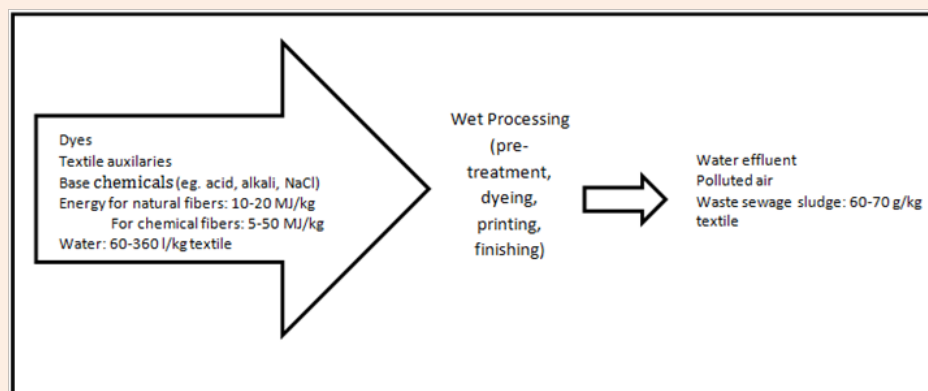 Dyes
Textile auxilaries
Base chemicals (eg. acid, alkali, NaCl)
Energy for natural fibers: 10-20 MJ/kg
For chemical fibers: 5-50 MJ/kg
Water: 60-360 l/kg textile
Wet Processing
(pre-
treatment,
dyeing,
printing,
finishing)
Water effluent
Polluted air
Waste sewage sludge: 60-70 g/kg
textile